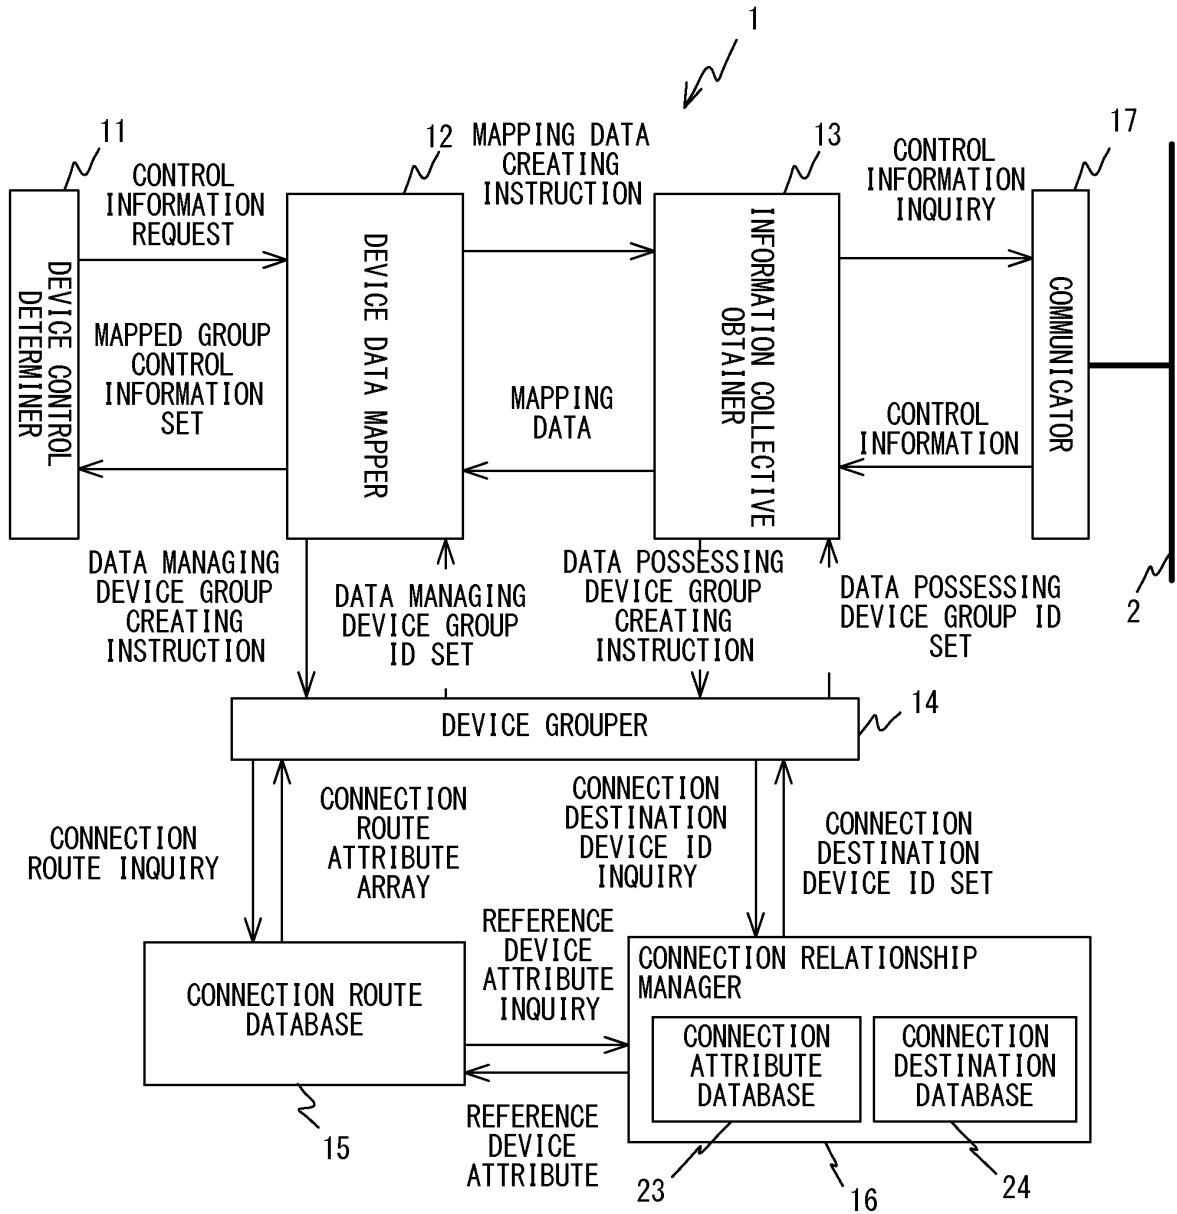 1
11
12
13
17
CONTROL
INFORMATION
REQUEST
MAPPING DATA
CREATING
INSTRUCTION
CONTROL
INFORMATION
INQUIRY
DEVICE CONTROL
DETERMINER
MAPPED GROUP
CONTROL
INFORMATION
SET
DEVICE DATA MAPPER
MAPPING
DATA
INFORMATION COLLECTIVE
OBTAINER
CONTROL
INFORMATION
COMMUNICATOR
2
DATA MANAGING
DEVICE GROUP
CREATING
INSTRUCTION
DATA MANAGING
DEVICE GROUP
ID SET
DATA POSSESSING
DEVICE GROUP
CREATING
INSTRUCTION
DATA POSSESSING
DEVICE GROUP ID
SET
DEVICE GROUPER
14
CONNECTION
ROUTE INQUIRY
CONNECTION
ROUTE
ATTRIBUTE
ARRAY
CONNECTION
DESTINATION
DEVICE ID
INQUIRY
CONNECTION
DESTINATION
DEVICE ID SET
CONNECTION ROUTE
DATABASE
15
REFERENCE
DEVICE
ATTRIBUTE
INQUIRY
REFERENCE
DEVICE
ATTRIBUTE
CONNECTION RELATIONSHIP
MANAGER
CONNECTION
ATTRIBUTE
DATABASE
CONNECTION
DESTINATION
DATABASE
23
16
24